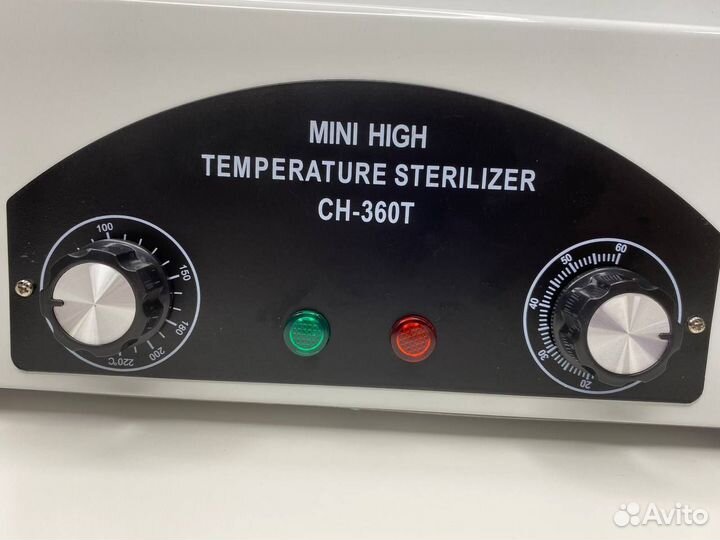 MINI HIGH
TEMPERATURE STERILIZER
CH-360T
100
150
180
200
220°C
60
50
40
30
20
Avito